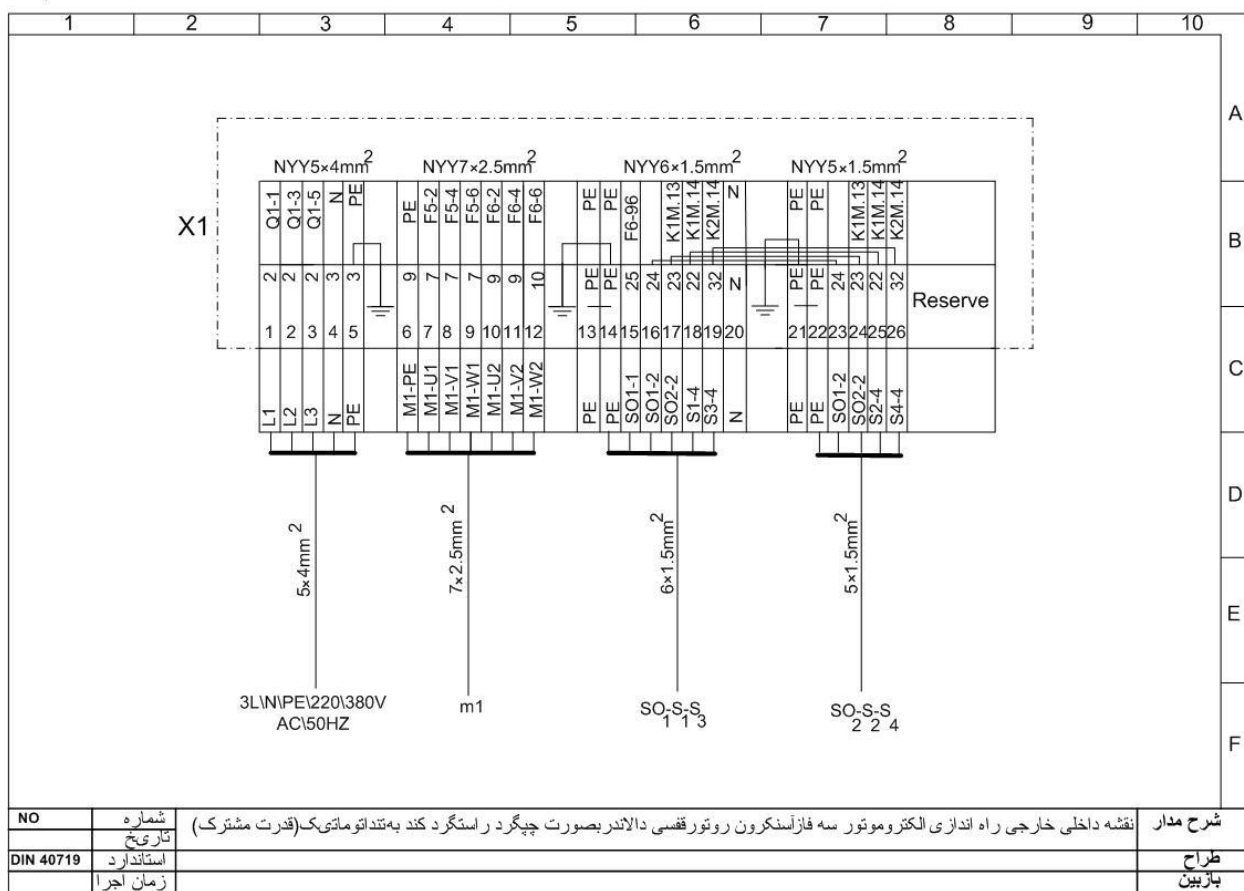 1 2 3 4 5 6 7 8 9 10
A
NYY5×4mm² NYY7×2.5mm² NYY6×1.5mm² NYY5×1.5mm²
X1
B
Q1-1 Q1-3 Q1-5 N PE PE F5-2 F5-4 F5-6 F6-2 F6-4 F6-6 PE PE F6-96 K1M.13 K1M.14 K2M.14 N PE PE K1M.13 K1M.14 K2M.14
2 2 2 3 3 9 7 7 7 9 9 10 PE PE 25 24 23 22 32 N PE PE 24 23 22 32
Reserve
1 2 3 4 5 6 7 8 9 10 11 12 13 14 15 16 17 18 19 20 21 22 23 24 25 26
C
L1 L2 L3 N PE M1-PE M1-U1 M1-V1 M1-W1 M1-U2 M1-V2 M1-W2 PE PE SO1-1 SO1-2 SO2-2 S1-4 S3-4 N PE PE SO1-2 SO2-2 S2-4 S4-4
D
5×4mm² 7×2.5mm² 6×1.5mm² 5×1.5mm²
E
3L\N\PE\220\380V
AC\50HZ
m1
SO-S-S
1 1 3
SO-S-S
2 2 4
F
شرح مدار
نقشه داخلی خارجی راه اندازی الکتروموتور سه فازآسنکرون روتورقفسی دالاندربصورت چپگرد راستگرد کند به‌تنداتوماتیک(قدرت مشترک)
شماره NO
تاریخ
طراح
استاندارد DIN 40719
بازبین
زمان اجرا